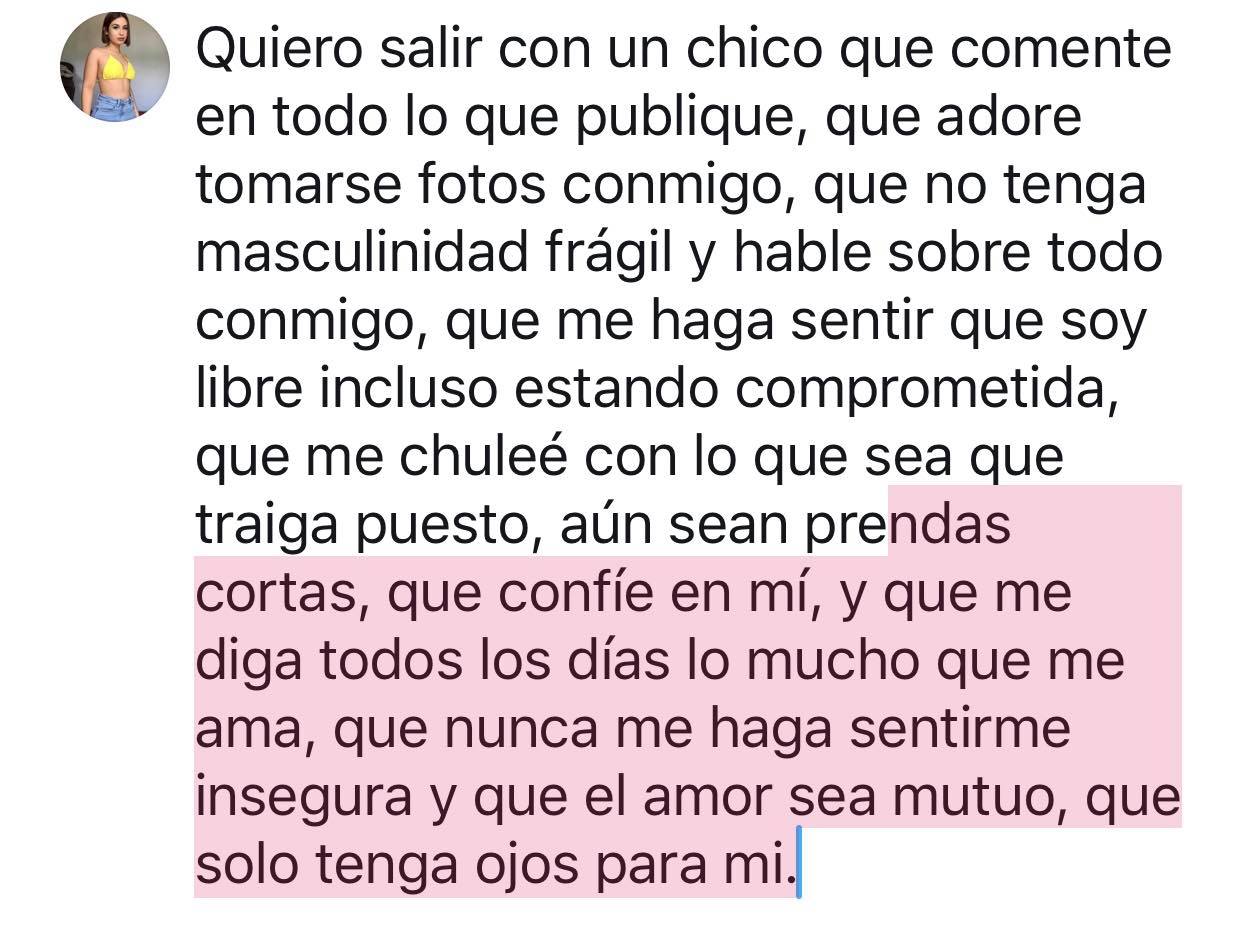 Quiero salir con un chico que comente
en todo lo que publique, que adore
tomarse fotos conmigo, que no tenga
masculinidad frágil y hable sobre todo
conmigo, que me haga sentir que soy
libre incluso estando comprometida,
que me chuleé con lo que sea que
traiga puesto, aún sean prendas
cortas, que confíe en mí, y que me
diga todos los días lo mucho que me
ama, que nunca me haga sentirme
insegura y que el amor sea mutuo, que
solo tenga ojos para mi.